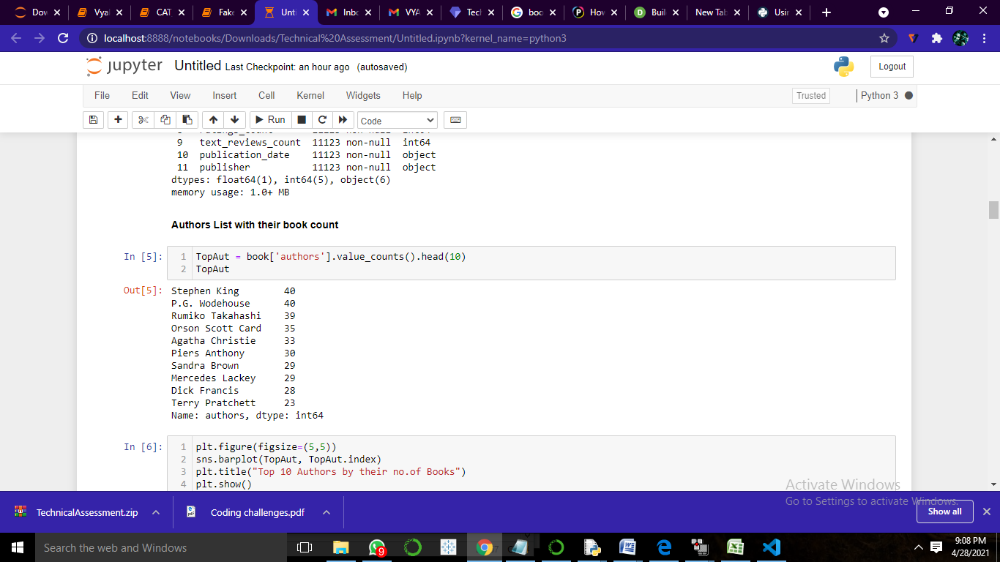 Dow
Vyal
CAT
Fake
Unti
Inbo
VYA
Tech
boo
How
Buil
New Tab
Usin
localhost:8888/notebooks/Downloads/Technical%20Assessment/Untitled.ipynb?kernel_name=python3
jupyter Untitled Last Checkpoint: an hour ago (autosaved)
Logout
File Edit View Insert Cell Kernel Widgets Help
Trusted Python 3
Run Code
9 text_reviews_count 11123 non-null int64
10 publication_date 11123 non-null object
11 publisher 11123 non-null object
dtypes: float64(1), int64(5), object(6)
memory usage: 1.0+ MB
Authors List with their book count
In [5]: 1 TopAut = book['authors'].value_counts().head(10)
2 TopAut
Out[5]: Stephen King 40
P.G. Wodehouse 40
Rumiko Takahashi 39
Orson Scott Card 35
Agatha Christie 33
Piers Anthony 30
Sandra Brown 29
Mercedes Lackey 29
Dick Francis 28
Terry Pratchett 23
Name: authors, dtype: int64
In [6]: 1 plt.figure(figsize=(5,5))
2 sns.barplot(TopAut, TopAut.index)
3 plt.title("Top 10 Authors by their no.of Books")
4 plt.show()
Activate Windows
Go to Settings to activate Windows.
TechnicalAssessment.zip
Coding challenges.pdf
Show all
Search the web and Windows
9
9:08 PM
4/28/2021